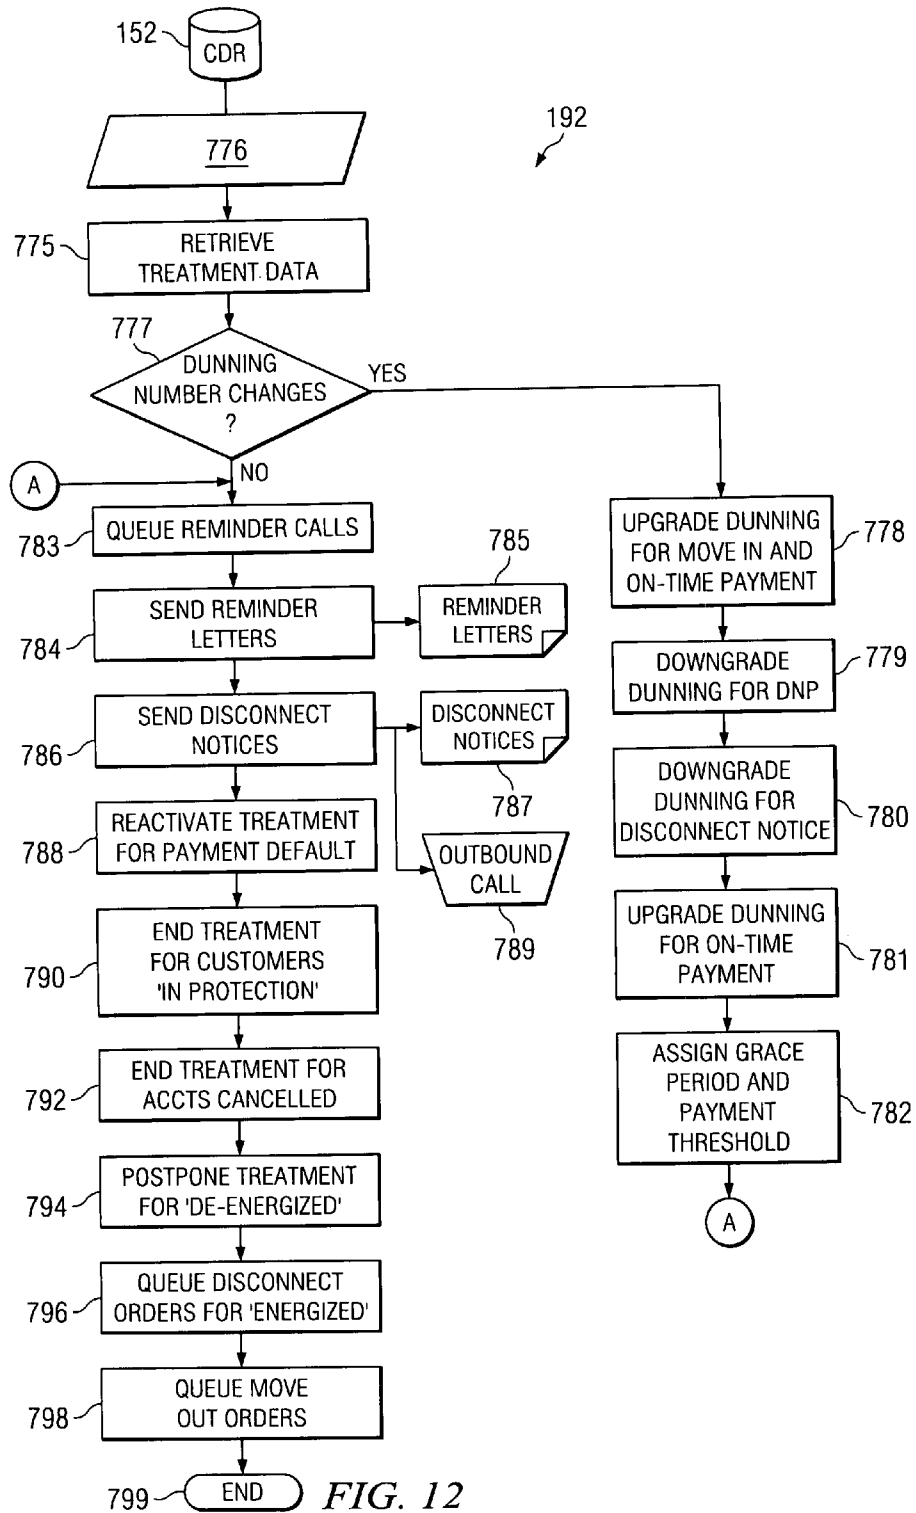 152
CDR
192
776
775
RETRIEVE
TREATMENT DATA
777
DUNNING
NUMBER CHANGES
?
YES
NO
A
783
QUEUE REMINDER CALLS
784
SEND REMINDER
LETTERS
785
REMINDER
LETTERS
786
SEND DISCONNECT
NOTICES
DISCONNECT
NOTICES
787
788
REACTIVATE TREATMENT
FOR PAYMENT DEFAULT
OUTBOUND
CALL
789
790
END TREATMENT
FOR CUSTOMERS
'IN PROTECTION'
792
END TREATMENT FOR
ACCTS CANCELLED
794
POSTPONE TREATMENT
FOR 'DE-ENERGIZED'
796
QUEUE DISCONNECT
ORDERS FOR 'ENERGIZED'
798
QUEUE MOVE
OUT ORDERS
799
END
UPGRADE DUNNING
FOR MOVE IN AND
ON-TIME PAYMENT
778
DOWNGRADE
DUNNING FOR DNP
779
DOWNGRADE
DUNNING FOR
DISCONNECT NOTICE
780
UPGRADE DUNNING
FOR ON-TIME
PAYMENT
781
ASSIGN GRACE
PERIOD AND
PAYMENT
THRESHOLD
782
A
FIG. 12